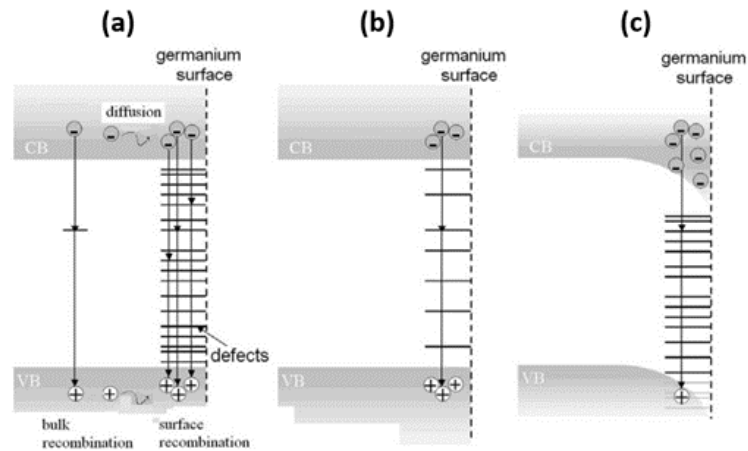 (a)
(b)
(c)
germanium
surface
germanium
surface
germanium
surface
diffusion
CB
CB
CB
defects
VB
VB
VB
bulk
recombination
surface
recombination